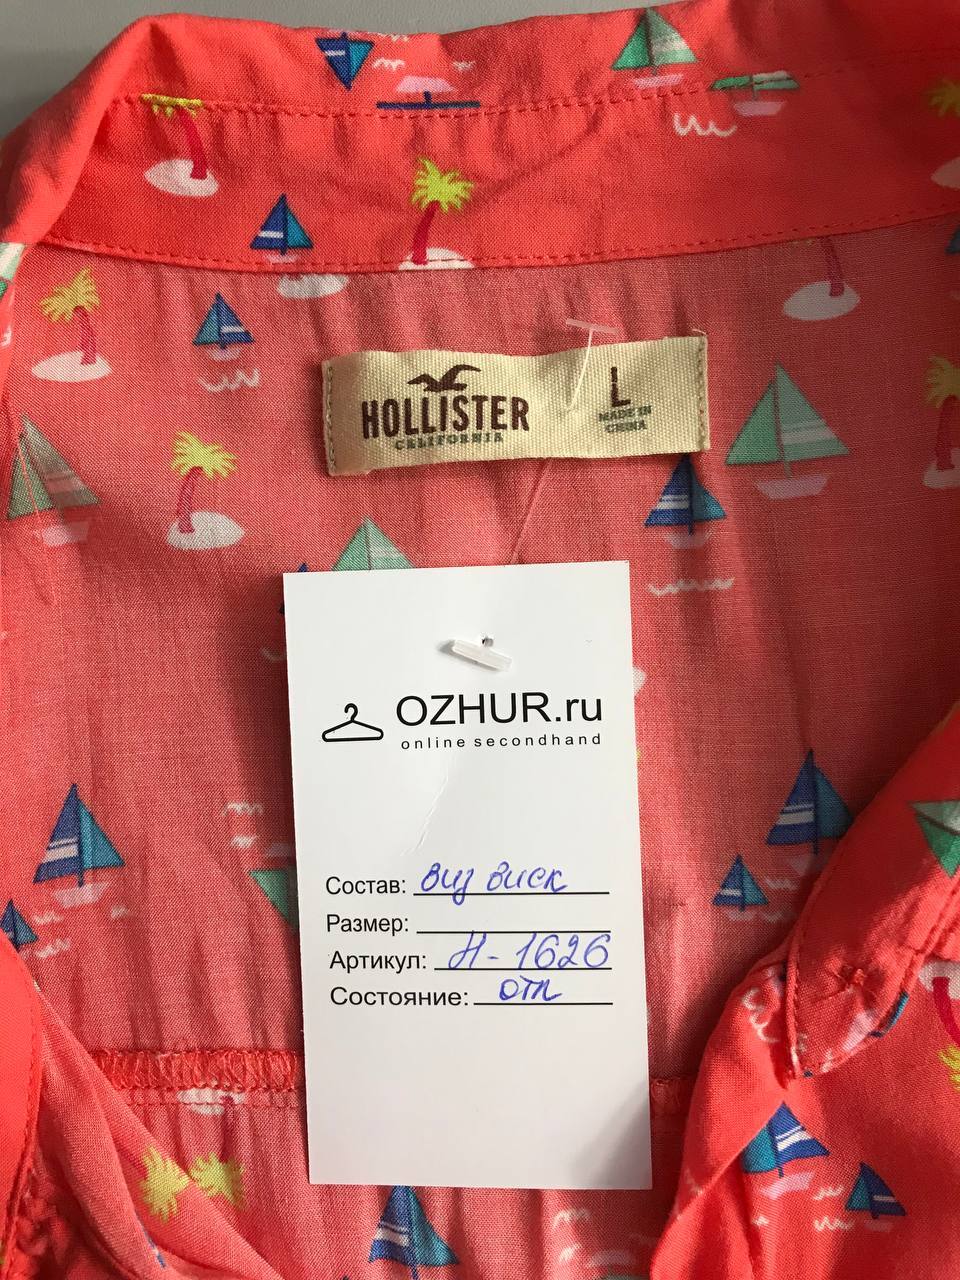 HOLLISTER
CALIFORNIA
L
MADE IN
CHINA
OZHUR.ru
online secondhand
Состав: виз виск
Размер:
Артикул: H-1626
Состояние: отл